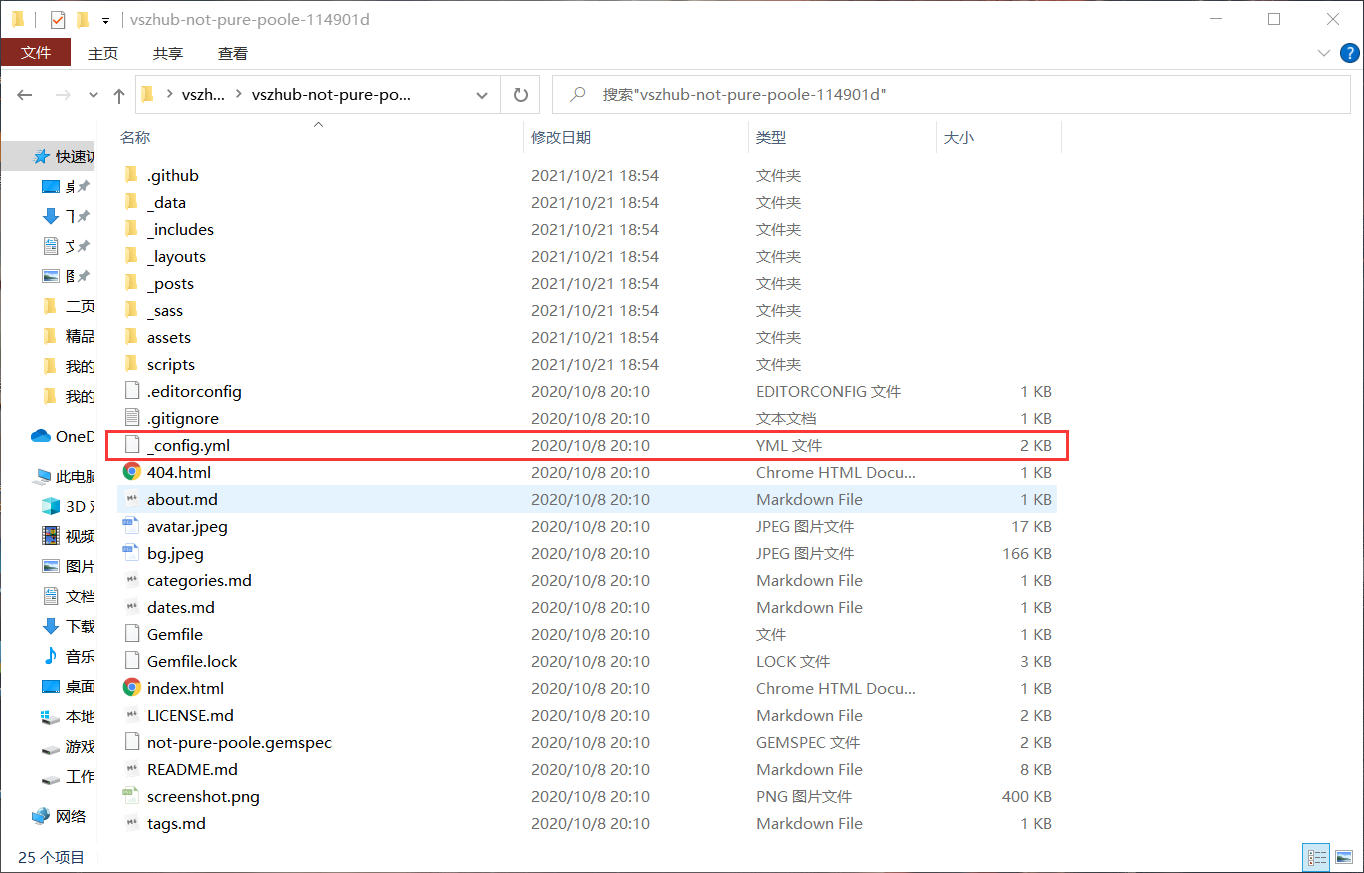 vszhub-not-pure-poole-114901d
文件 主页 共享 查看
vszh... vszhub-not-pure-po... 搜索"vszhub-not-pure-poole-114901d"
名称 修改日期 类型 大小
快速访
OneD
此电脑
3D
视频
图片
文档
下载
音乐
桌面
本地
游戏
工作
网络
二页
精品
我的
我的
.github 2021/10/21 18:54 文件夹
_data 2021/10/21 18:54 文件夹
_includes 2021/10/21 18:54 文件夹
_layouts 2021/10/21 18:54 文件夹
_posts 2021/10/21 18:54 文件夹
_sass 2021/10/21 18:54 文件夹
assets 2021/10/21 18:54 文件夹
scripts 2021/10/21 18:54 文件夹
.editorconfig 2020/10/8 20:10 EDITORCONFIG 文件 1 KB
.gitignore 2020/10/8 20:10 文本文档 1 KB
_config.yml 2020/10/8 20:10 YML 文件 2 KB
404.html 2020/10/8 20:10 Chrome HTML Docu... 1 KB
about.md 2020/10/8 20:10 Markdown File 1 KB
avatar.jpeg 2020/10/8 20:10 JPEG 图片文件 17 KB
bg.jpeg 2020/10/8 20:10 JPEG 图片文件 166 KB
categories.md 2020/10/8 20:10 Markdown File 1 KB
dates.md 2020/10/8 20:10 Markdown File 1 KB
Gemfile 2020/10/8 20:10 文件 1 KB
Gemfile.lock 2020/10/8 20:10 LOCK 文件 3 KB
index.html 2020/10/8 20:10 Chrome HTML Docu... 1 KB
LICENSE.md 2020/10/8 20:10 Markdown File 2 KB
not-pure-poole.gemspec 2020/10/8 20:10 GEMSPEC 文件 2 KB
README.md 2020/10/8 20:10 Markdown File 8 KB
screenshot.png 2020/10/8 20:10 PNG 图片文件 400 KB
tags.md 2020/10/8 20:10 Markdown File 1 KB
25 个项目